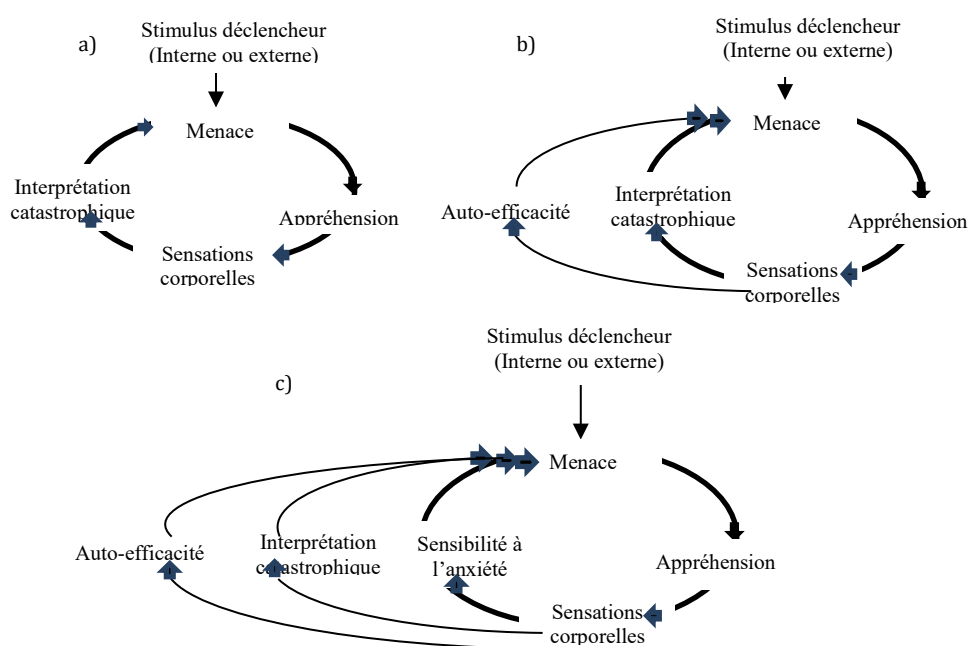 a)
Stimulus déclencheur
(Interne ou externe)
Menace
Interprétation
catastrophique
Appréhension
Sensations
corporelles
b)
Stimulus déclencheur
(Interne ou externe)
Menace
Auto-efficacité
Interprétation
catastrophique
Appréhension
Sensations
corporelles
c)
Stimulus déclencheur
(Interne ou externe)
Menace
Auto-efficacité
Interprétation
catastrophique
Sensibilité à
l’anxiété
Appréhension
Sensations
corporelles